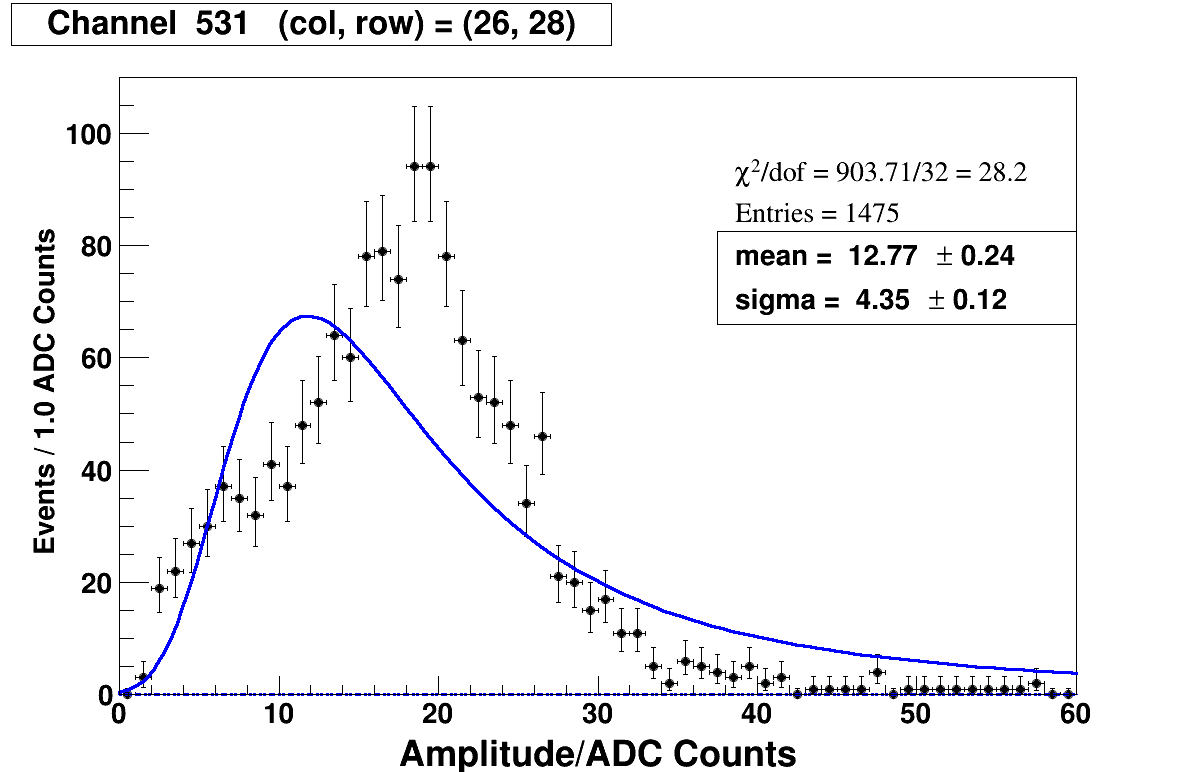 Channel 531 (col, row) = (26, 28)
χ²/dof = 903.71/32 = 28.2
Entries = 1475
mean = 12.77 ± 0.24
sigma = 4.35 ± 0.12
Events / 1.0 ADC Counts
100
80
60
40
20
0
0 10 20 30 40 50 60
Amplitude/ADC Counts